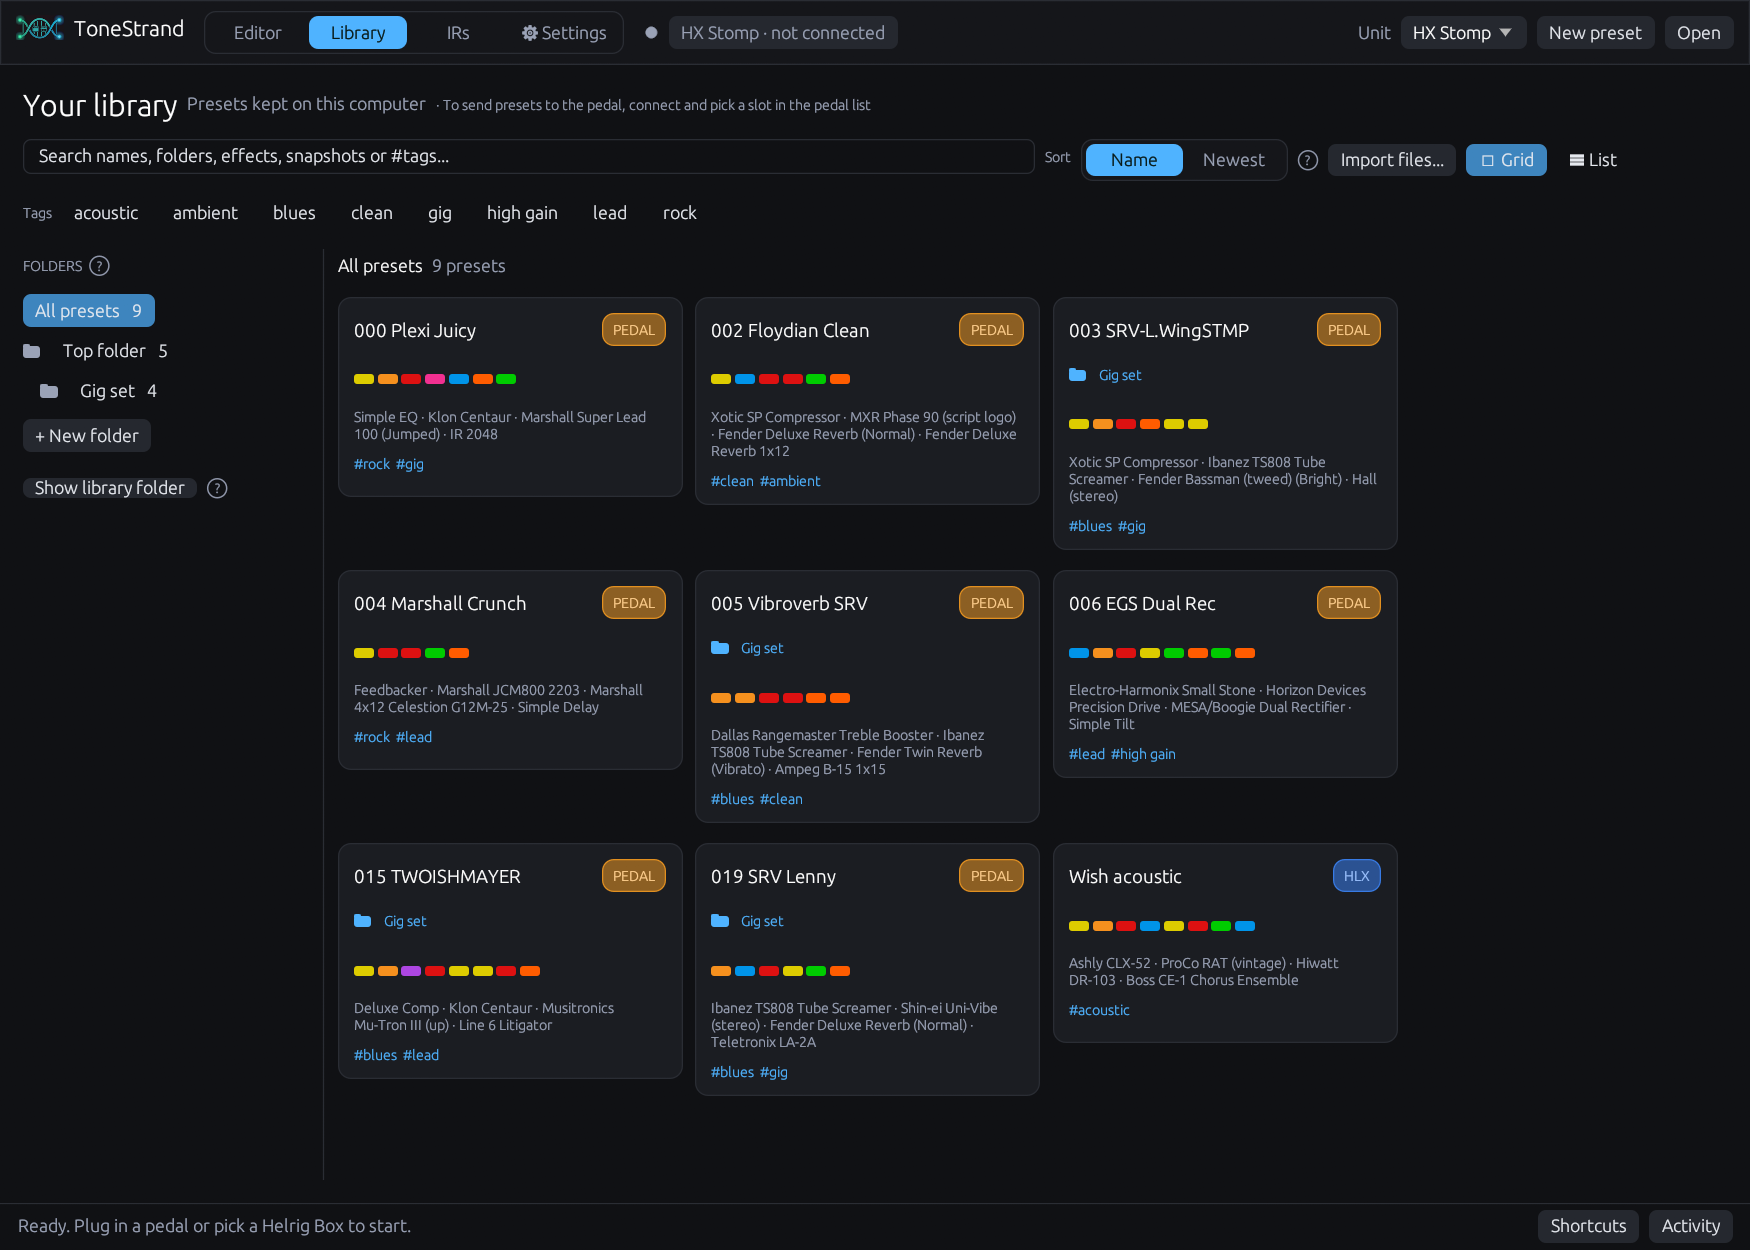 ToneStrand
Editor
Library
IRs
Settings
HX Stomp · not connected
Unit
HX Stomp
New preset
Open
Your library Presets kept on this computer · To send presets to the pedal, connect and pick a slot in the pedal list
Search names, folders, effects, snapshots or #tags...
Sort
Name
Newest
?
Import files...
Grid
List
Tags acoustic ambient blues clean gig high gain lead rock
FOLDERS ?
All presets 9
Top folder 5
Gig set 4
+ New folder
Show library folder ?
All presets 9 presets
000 Plexi Juicy
PEDAL
Simple EQ · Klon Centaur · Marshall Super Lead
100 (Jumped) · IR 2048
#rock #gig
002 Floydian Clean
PEDAL
Xotic SP Compressor · MXR Phase 90 (script logo)
· Fender Deluxe Reverb (Normal) · Fender Deluxe
Reverb 1x12
#clean #ambient
003 SRV-L.WingSTMP
PEDAL
Gig set
Xotic SP Compressor · Ibanez TS808 Tube
Screamer · Fender Bassman (tweed) (Bright) · Hall
(stereo)
#blues #gig
004 Marshall Crunch
PEDAL
Feedbacker · Marshall JCM800 2203 · Marshall
4x12 Celestion G12M-25 · Simple Delay
#rock #lead
005 Vibroverb SRV
PEDAL
Gig set
Dallas Rangemaster Treble Booster · Ibanez
TS808 Tube Screamer · Fender Twin Reverb
(Vibrato) · Ampeg B-15 1x15
#blues #clean
006 EGS Dual Rec
PEDAL
Electro-Harmonix Small Stone · Horizon Devices
Precision Drive · MESA/Boogie Dual Rectifier ·
Simple Tilt
#lead #high gain
015 TWOISHMAYER
PEDAL
Gig set
Deluxe Comp · Klon Centaur · Musitronics
Mu-Tron III (up) · Line 6 Litigator
#blues #lead
019 SRV Lenny
PEDAL
Gig set
Ibanez TS808 Tube Screamer · Shin-ei Uni-Vibe
(stereo) · Fender Deluxe Reverb (Normal) ·
Teletronix LA-2A
#blues #gig
Wish acoustic
HLX
Ashly CLX-52 · ProCo RAT (vintage) · Hiwatt
DR-103 · Boss CE-1 Chorus Ensemble
#acoustic
Ready. Plug in a pedal or pick a Helrig Box to start.
Shortcuts
Activity